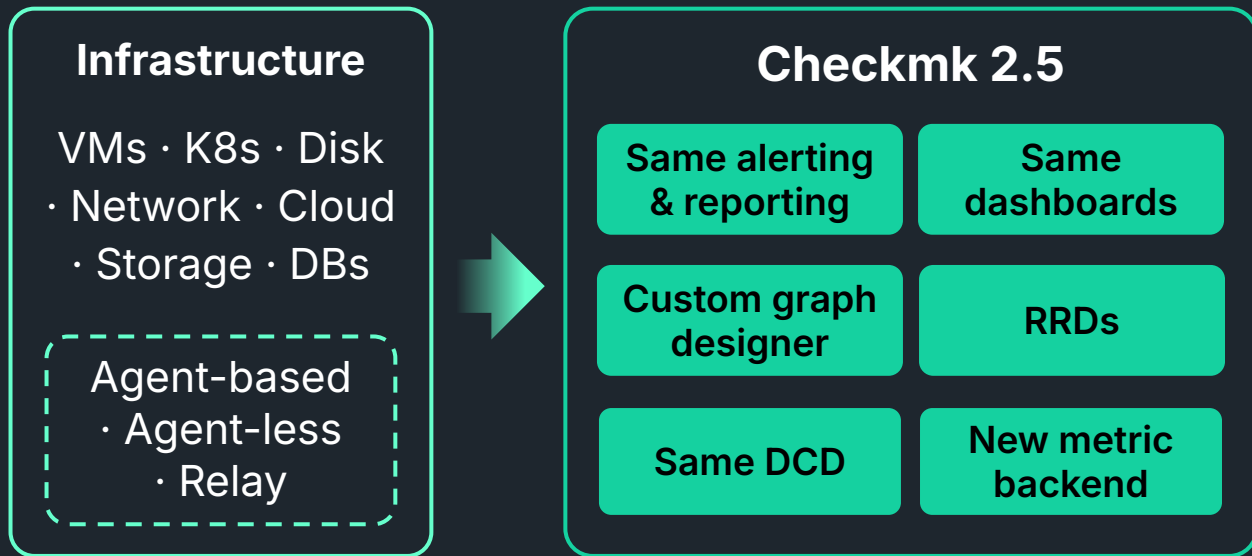 Infrastructure
VMs · K8s · Disk
· Network · Cloud
· Storage · DBs
Agent-based
· Agent-less
· Relay
Checkmk 2.5
Same alerting
& reporting
Same
dashboards
Custom graph
designer
RRDs
Same DCD
New metric
backend